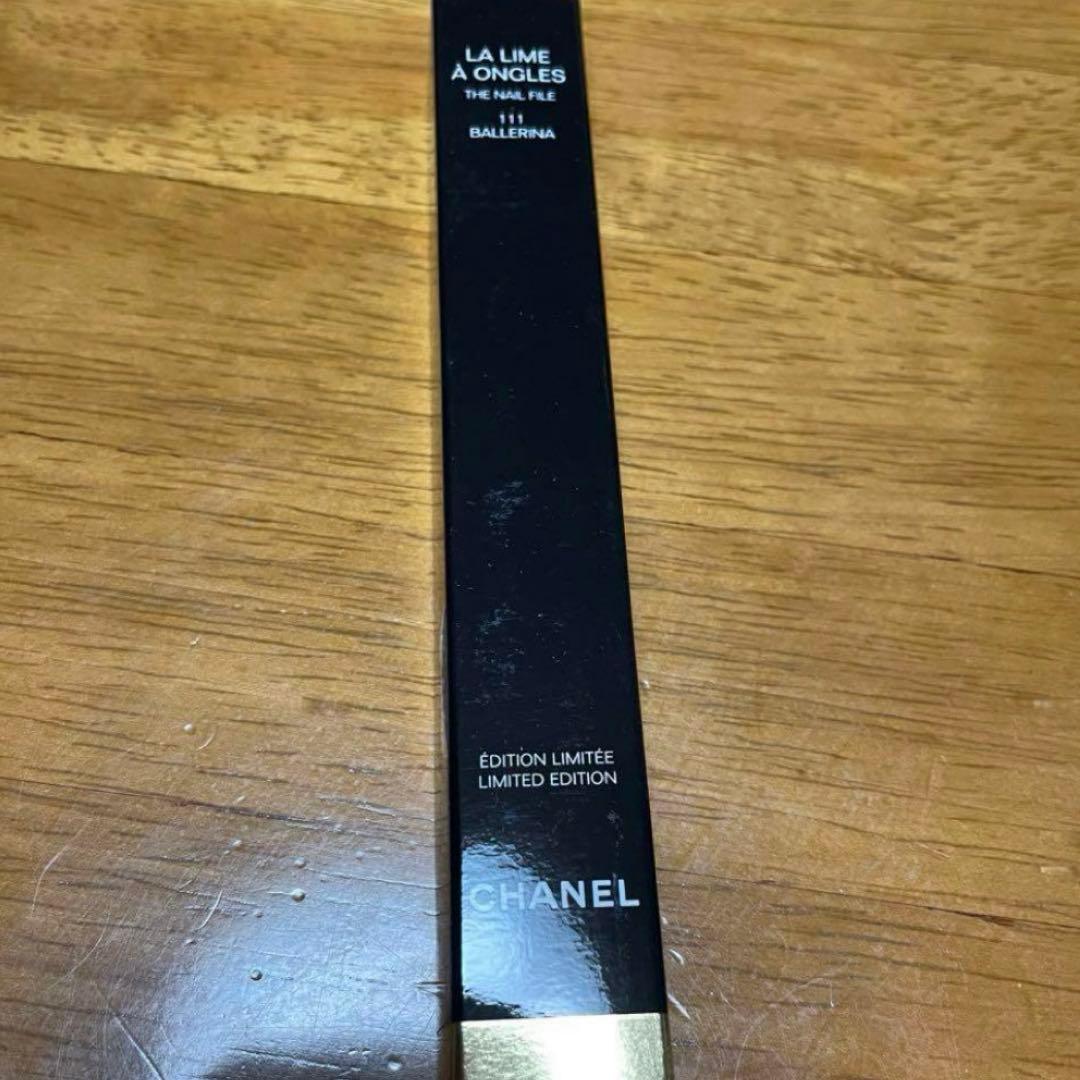 LA LIME
À ONGLES
THE NAIL FILE
111
BALLERINA
ÉDITION LIMITÉE
LIMITED EDITION
CHANEL